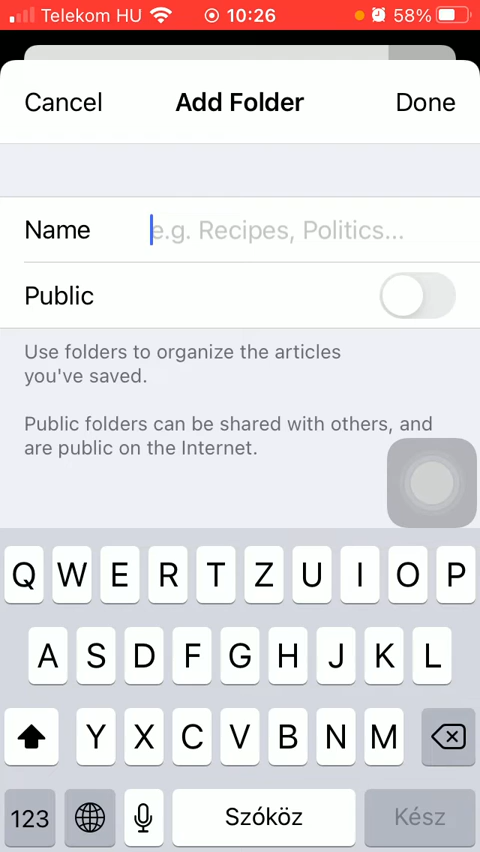 Telekom HU 10:26 58%
Cancel Add Folder Done
Name e.g. Recipes, Politics...
Public
Use folders to organize the articles
you've saved.
Public folders can be shared with others, and
are public on the Internet.
Q W E R T Z U I O P
A S D F G H J K L
Y X C V B N M
123 Szóköz Kész